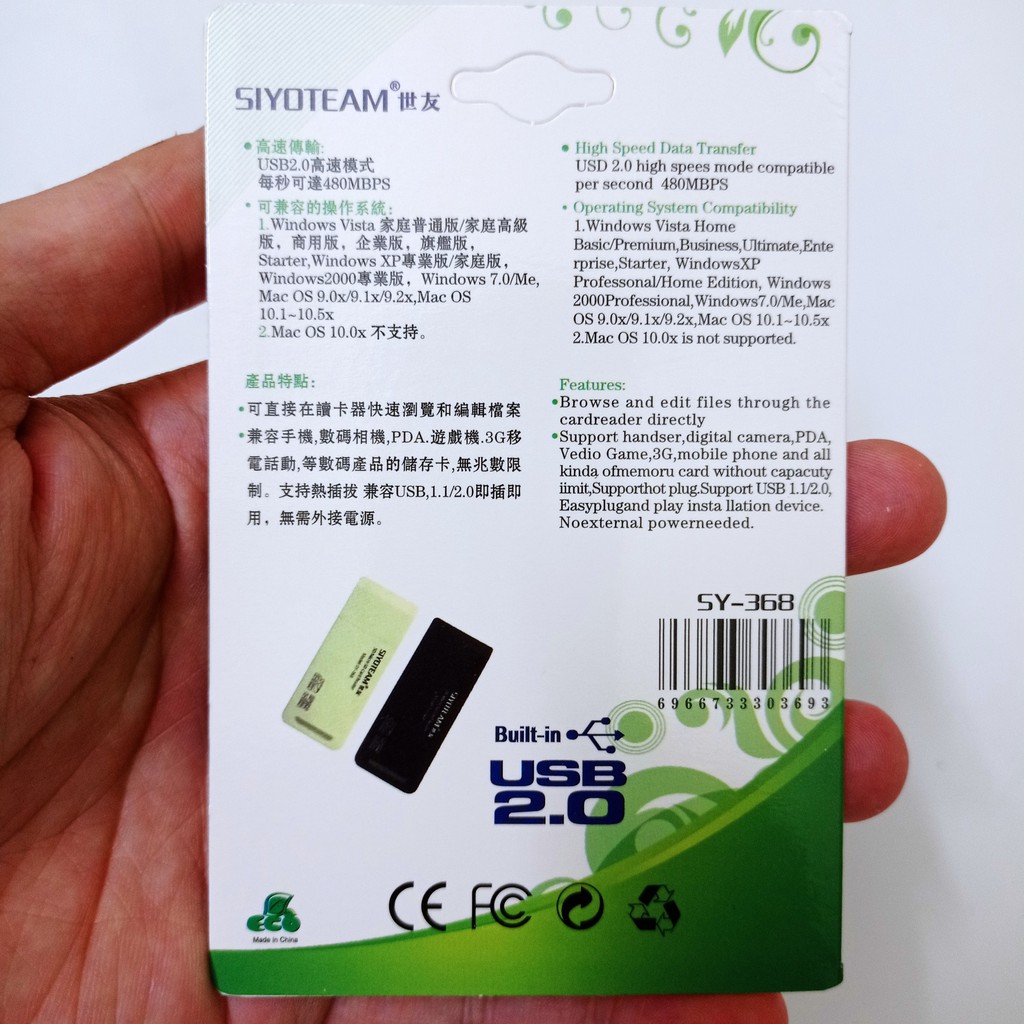 SIYOTEAM® 世友
• 高速傳輸:
USB2.0高速模式
每秒可達480MBPS
• 可兼容的操作系統:
1.Windows Vista 家庭普通版/家庭高級
版，商用版，企業版，旗艦版，
Starter,Windows XP專業版/家庭版，
Windows2000專業版，Windows 7.0/Me,
Mac OS 9.0x/9.1x/9.2x,Mac OS
10.1~10.5x
2.Mac OS 10.0x 不支持。
產品特點:
•可直接在讀卡器快速瀏覽和編輯檔案
•兼容手機,數碼相機,PDA.遊戲機.3G移
電話動,等數碼產品的儲存卡,無兆數限
制。支持熱插拔 兼容USB,1.1/2.0即插即
用，無需外接電源。
• High Speed Data Transfer
USD 2.0 high spees mode compatible
per second 480MBPS
• Operating System Compatibility
1.Windows Vista Home
Basic/Premium,Business,Ultimate,Ente
rprise,Starter, WindowsXP
Professonal/Home Edition, Windows
2000Professional,Windows7.0/Me,Mac
OS 9.0x/9.1x/9.2x,Mac OS 10.1~10.5x
2.Mac OS 10.0x is not supported.
Features:
•Browse and edit files through the
cardreader directly
•Support handser,digital camera,PDA,
Vedio Game,3G,mobile phone and all
kinda ofmemoru card without capacuty
iimit,Supporthot plug.Support USB 1.1/2.0,
Easyplugand play insta llation device.
Noexternal powerneeded.
SIYOTEAM
SY-368
6966733303693
Built-in
USB
2.0
CE FC
eco
Made in China